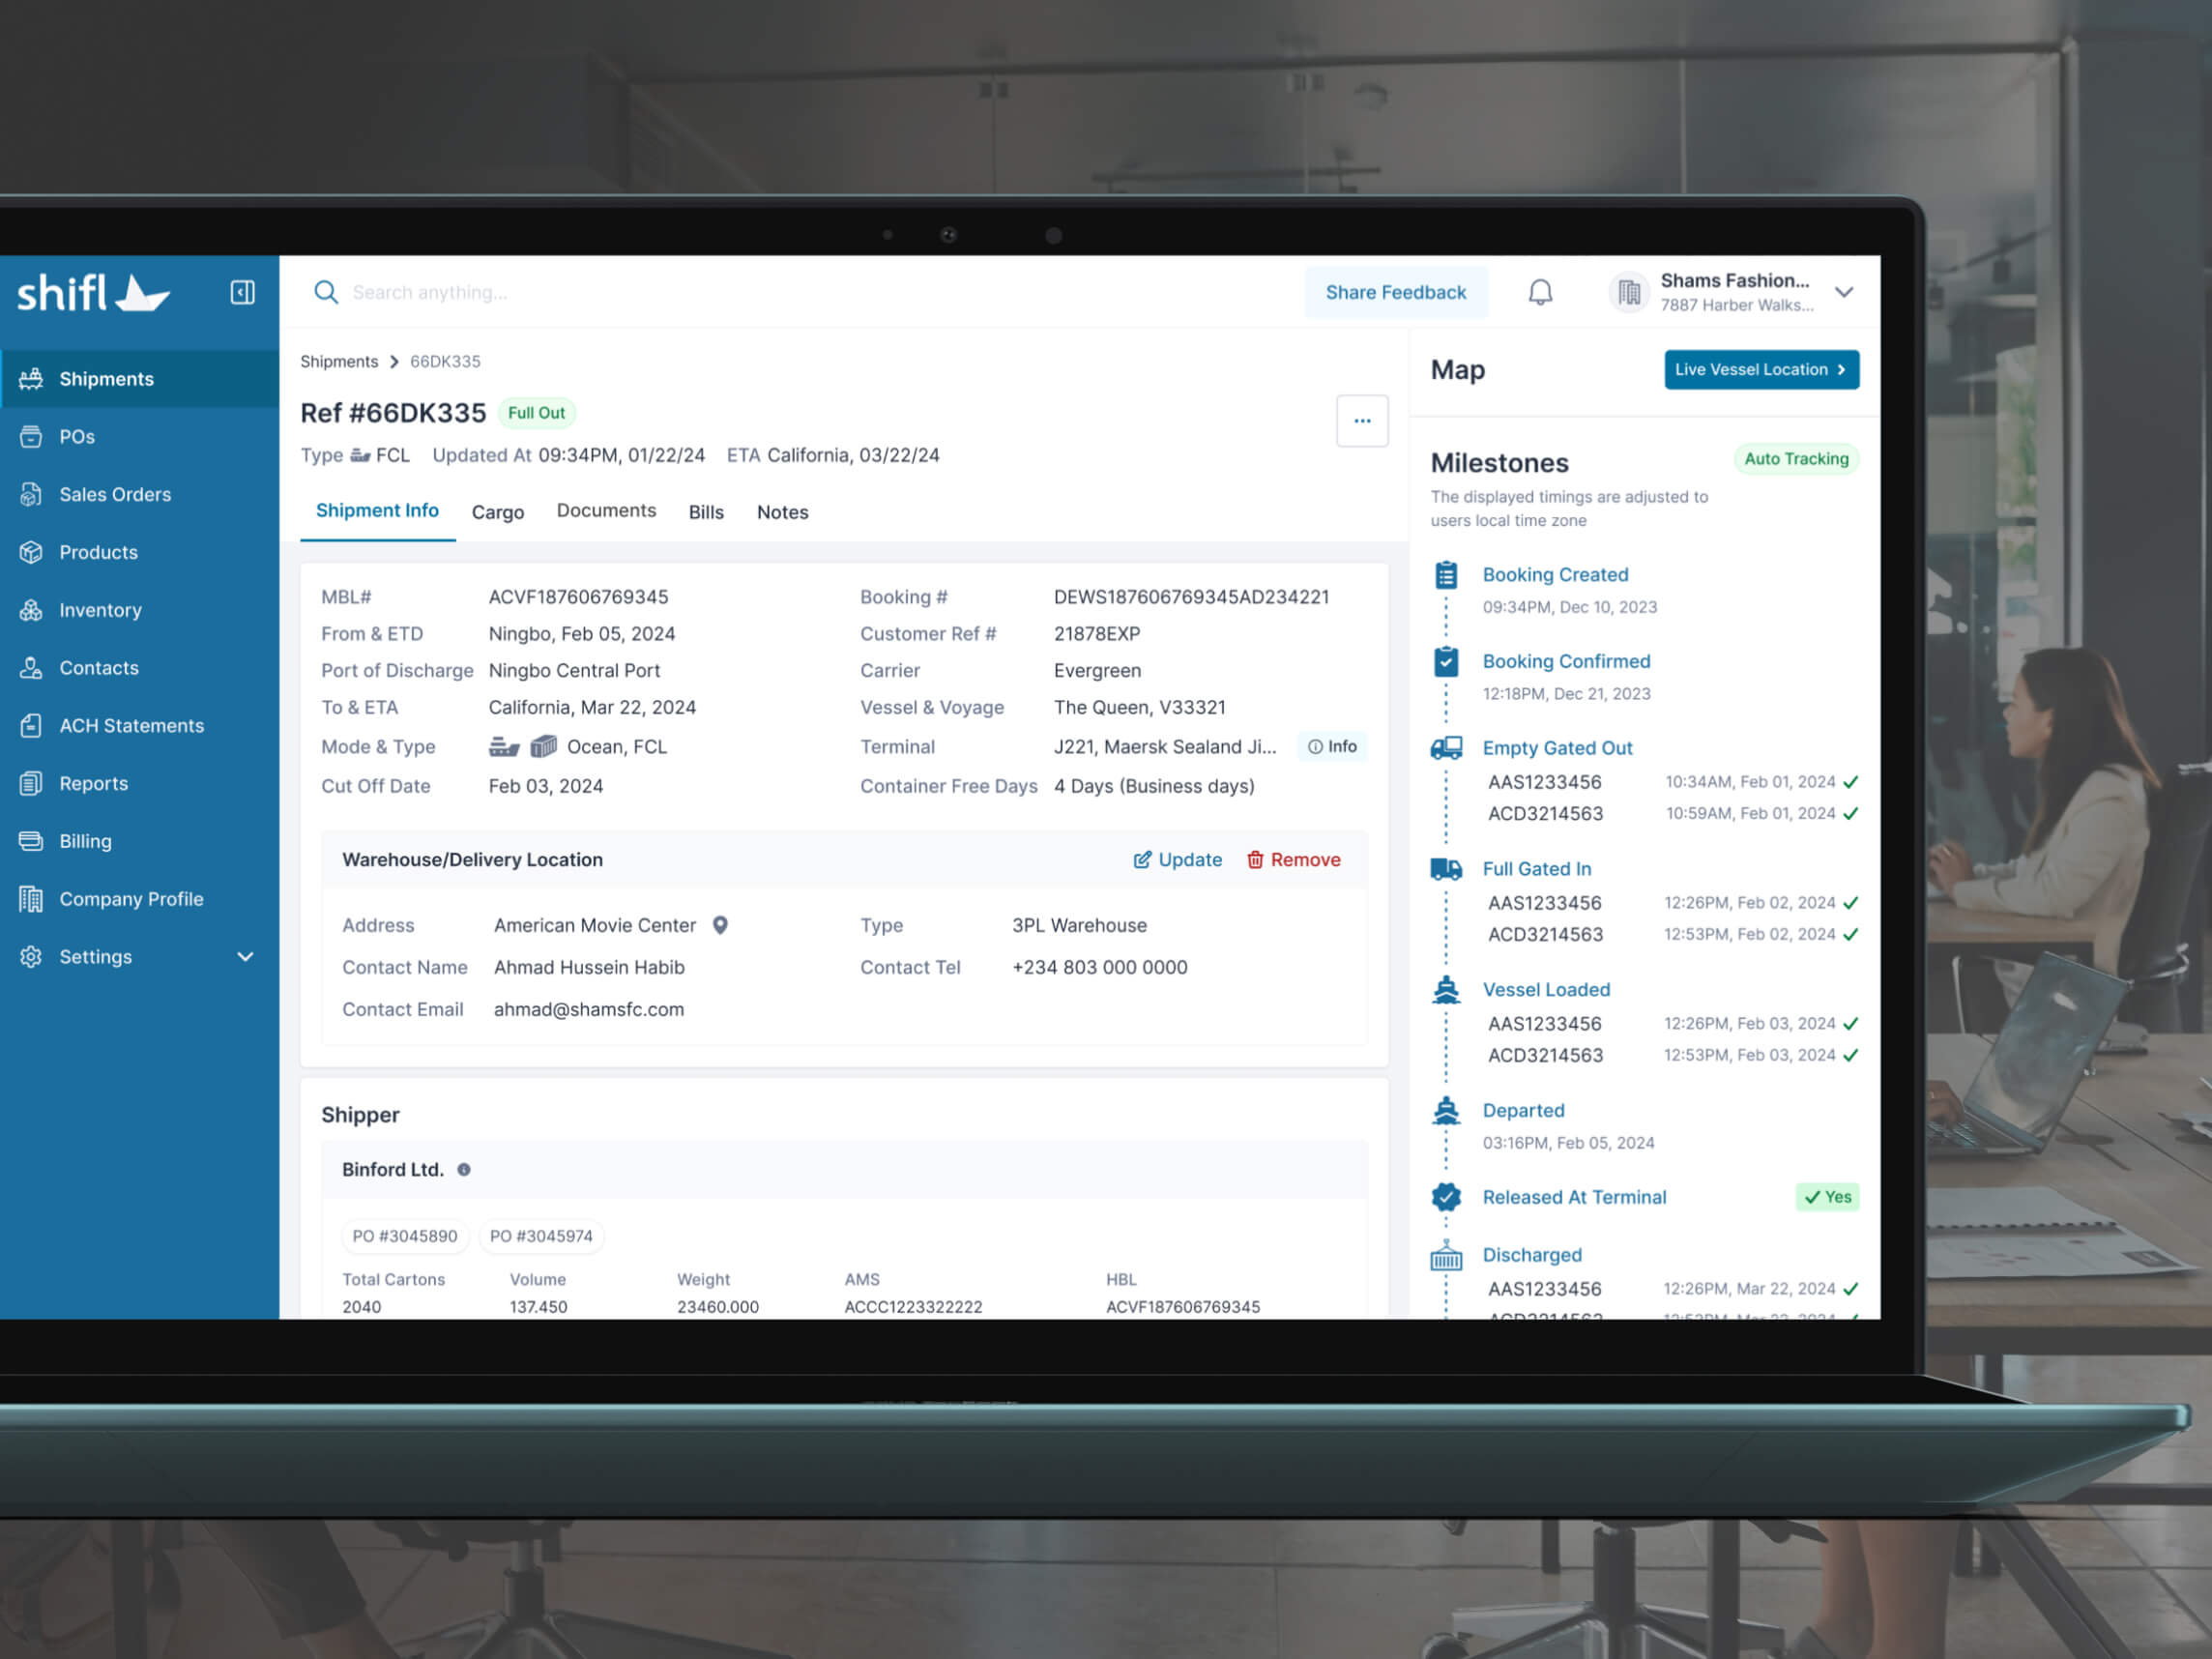 shifl
Search anything...
Share Feedback
Shams Fashion...
7887 Harber Walks...
Shipments
POs
Sales Orders
Products
Inventory
Contacts
ACH Statements
Reports
Billing
Company Profile
Settings
Shipments > 66DK335
Ref #66DK335 Full Out
...
Type FCL Updated At 09:34PM, 01/22/24 ETA California, 03/22/24
Shipment Info Cargo Documents Bills Notes
MBL# ACVF187606769345 Booking # DEWS187606769345AD234221
From & ETD Ningbo, Feb 05, 2024 Customer Ref # 21878EXP
Port of Discharge Ningbo Central Port Carrier Evergreen
To & ETA California, Mar 22, 2024 Vessel & Voyage The Queen, V33321
Mode & Type Ocean, FCL Terminal J221, Maersk Sealand Ji... Info
Cut Off Date Feb 03, 2024 Container Free Days 4 Days (Business days)
Warehouse/Delivery Location Update Remove
Address American Movie Center Type 3PL Warehouse
Contact Name Ahmad Hussein Habib Contact Tel +234 803 000 0000
Contact Email ahmad@shamsfc.com
Shipper
Binford Ltd.
PO #3045890 PO #3045974
Total Cartons Volume Weight AMS HBL
2040 137.450 23460.000 ACCC1223322222 ACVF187606769345
Map Live Vessel Location >
Milestones Auto Tracking
The displayed timings are adjusted to
users local time zone
Booking Created
09:34PM, Dec 10, 2023
Booking Confirmed
12:18PM, Dec 21, 2023
Empty Gated Out
AAS1233456 10:34AM, Feb 01, 2024
ACD3214563 10:59AM, Feb 01, 2024
Full Gated In
AAS1233456 12:26PM, Feb 02, 2024
ACD3214563 12:53PM, Feb 02, 2024
Vessel Loaded
AAS1233456 12:26PM, Feb 03, 2024
ACD3214563 12:53PM, Feb 03, 2024
Departed
03:16PM, Feb 05, 2024
Released At Terminal Yes
Discharged
AAS1233456 12:26PM, Mar 22, 2024